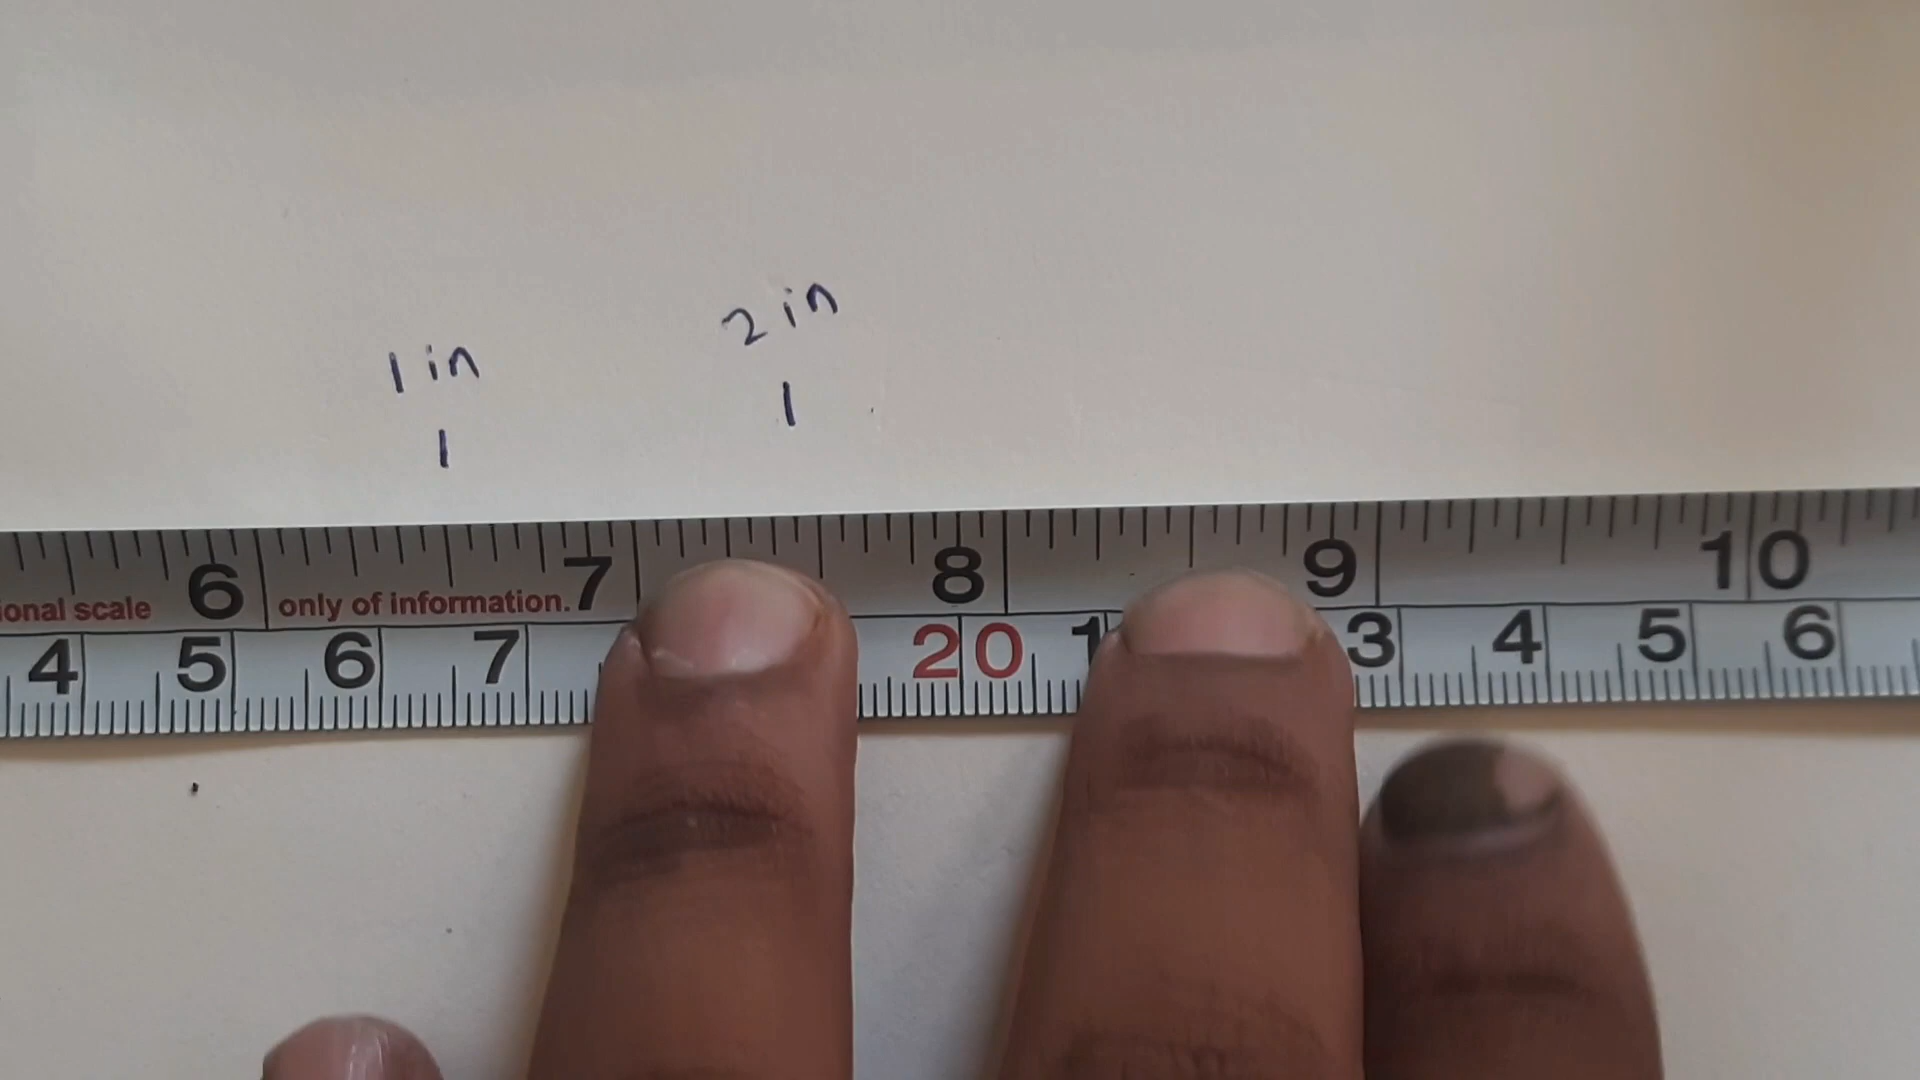 1 in
2 in
6 7 8 9 10
ional scale only of information.
4 5 6 7 20 1 3 4 5 6